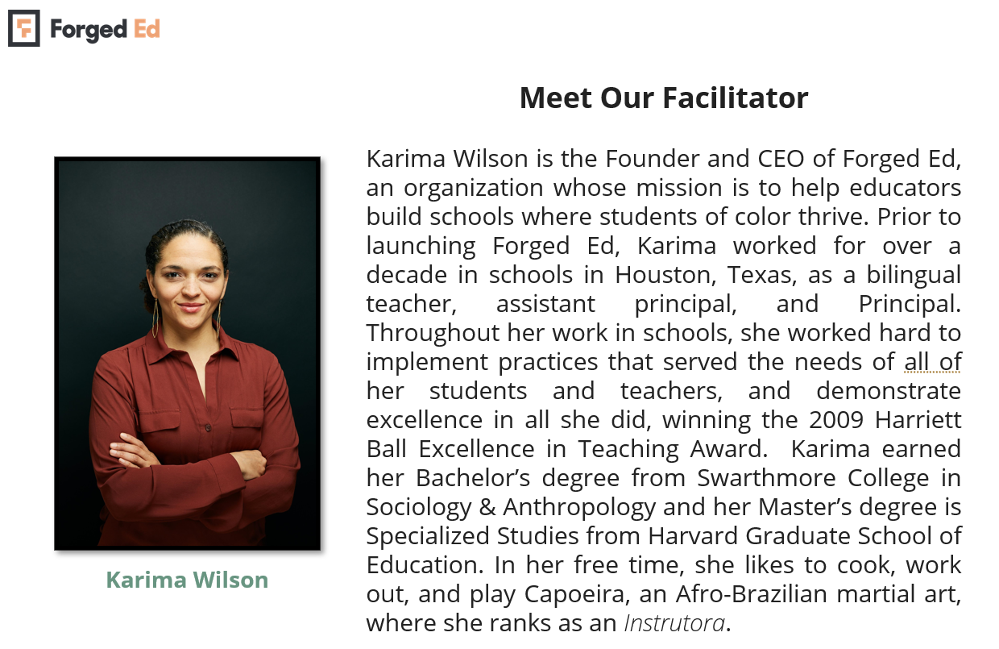 Forged Ed
Meet Our Facilitator
Karima Wilson is the Founder and CEO of Forged Ed,
an organization whose mission is to help educators
build schools where students of color thrive. Prior to
launching Forged Ed, Karima worked for over a
decade in schools in Houston, Texas, as a bilingual
teacher, assistant principal, and Principal.
Throughout her work in schools, she worked hard to
implement practices that served the needs of all of
her students and teachers, and demonstrate
excellence in all she did, winning the 2009 Harriett
Ball Excellence in Teaching Award.  Karima earned
her Bachelor’s degree from Swarthmore College in
Sociology & Anthropology and her Master’s degree is
Specialized Studies from Harvard Graduate School of
Education. In her free time, she likes to cook, work
out, and play Capoeira, an Afro-Brazilian martial art,
where she ranks as an Instrutora.
Karima Wilson